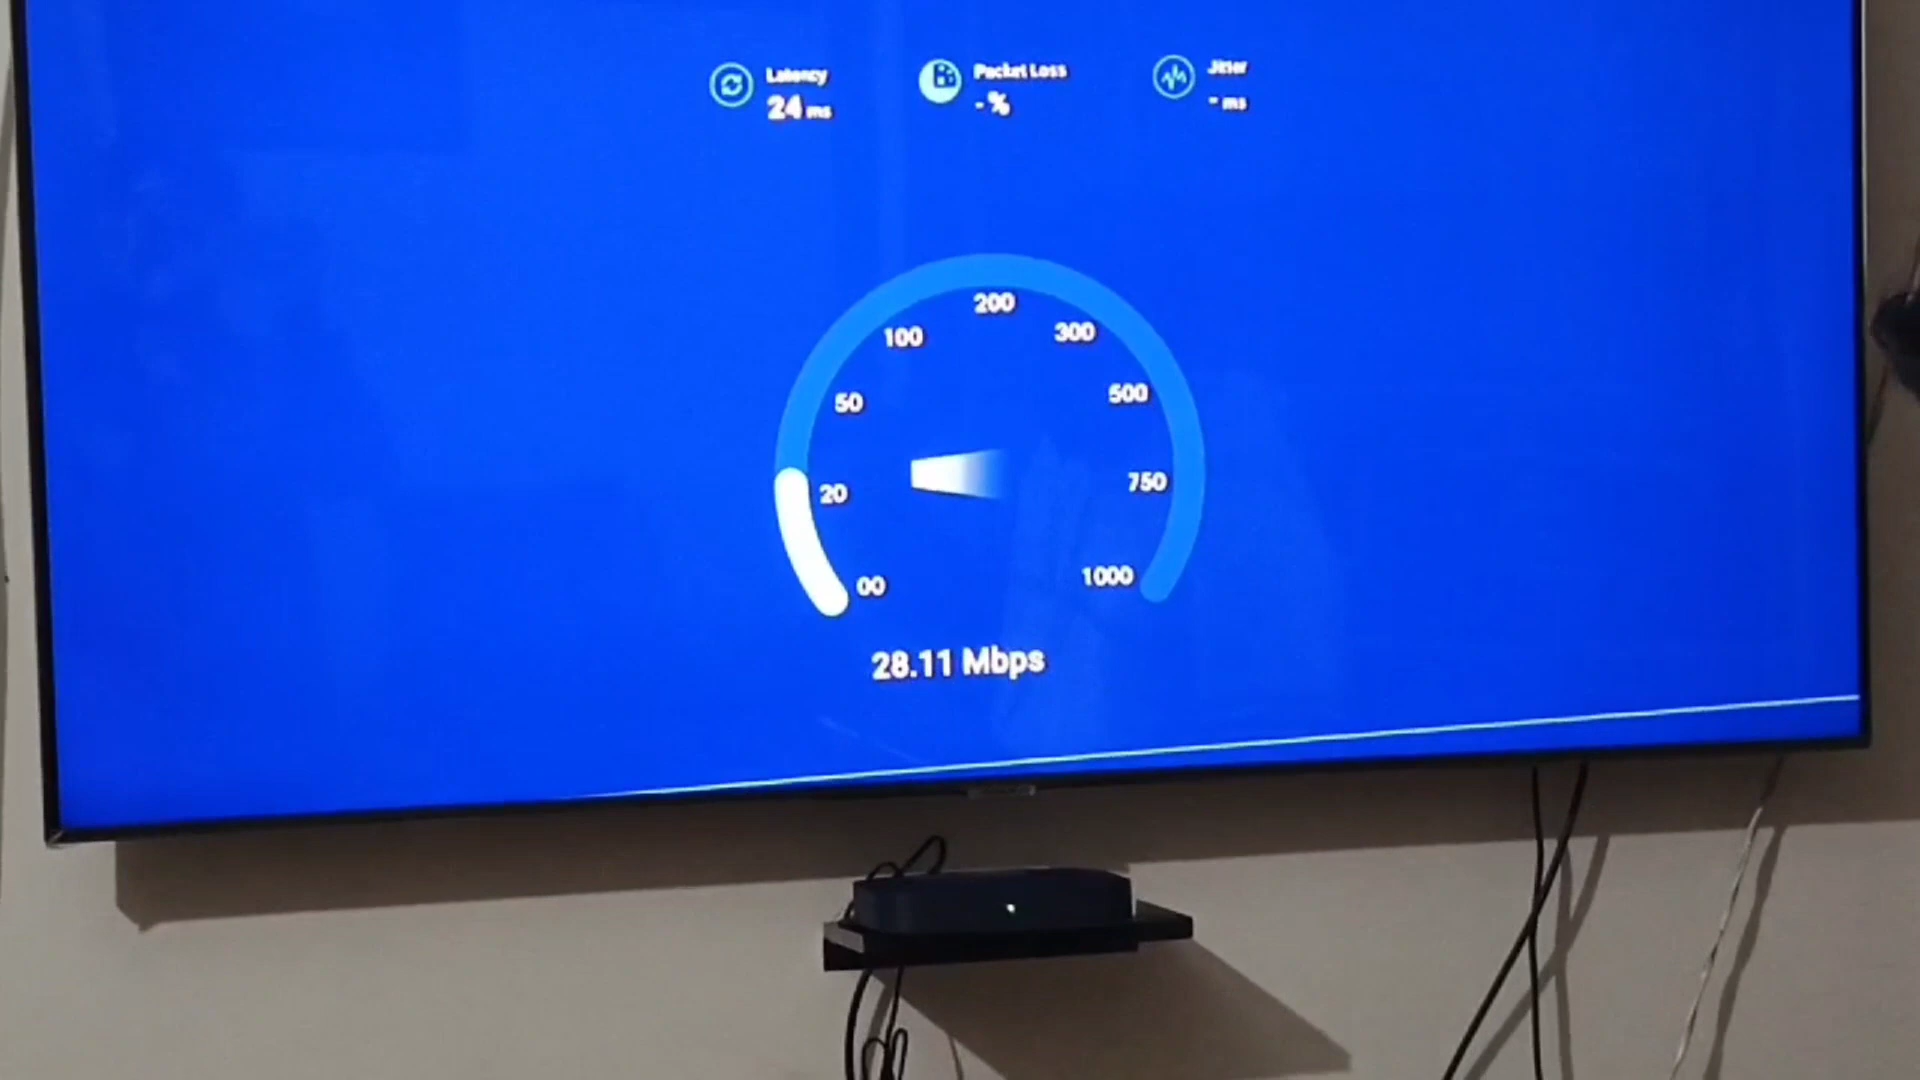 Latency
24 ms
Packet Loss
- %
Jitter
- ms
200
100
300
50
500
20
750
00
1000
28.11 Mbps